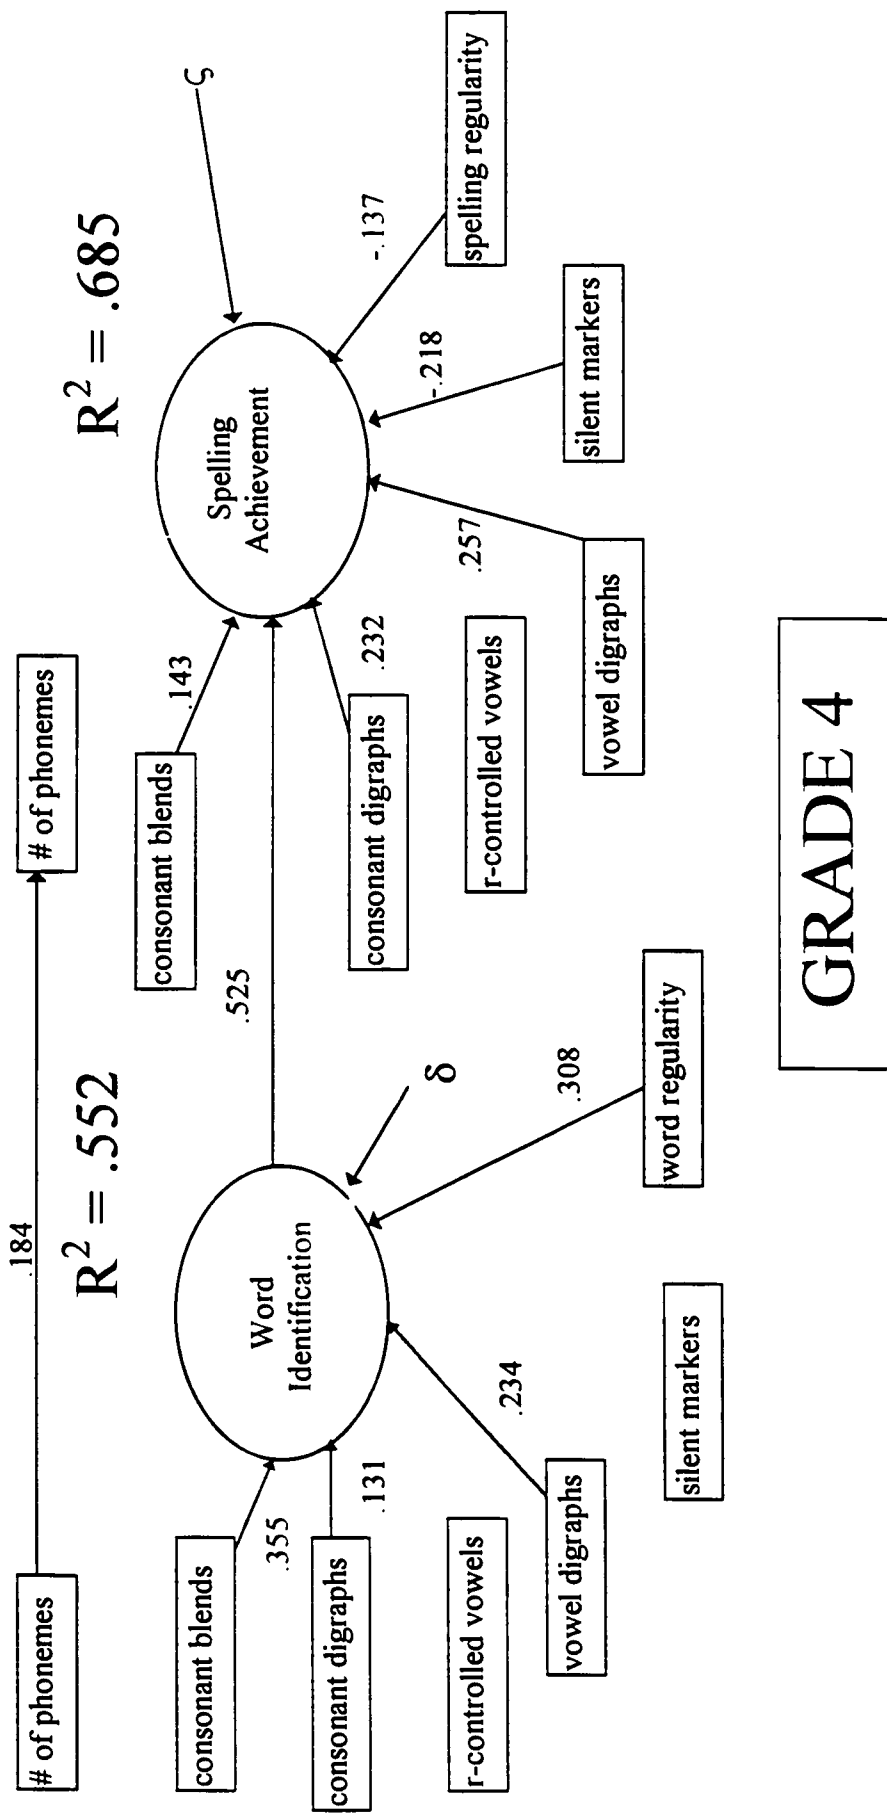 .184
# of phonemes
# of phonemes
R² = .552
R² = .685
ς
consonant blends
.355
consonant digraphs
.131
r-controlled vowels
vowel digraphs
.234
silent markers
word regularity
.308
δ
Word
Identification
.525
consonant blends
.143
consonant digraphs
.232
r-controlled vowels
vowel digraphs
.257
silent markers
-.218
spelling regularity
-.137
Spelling
Achievement
GRADE 4